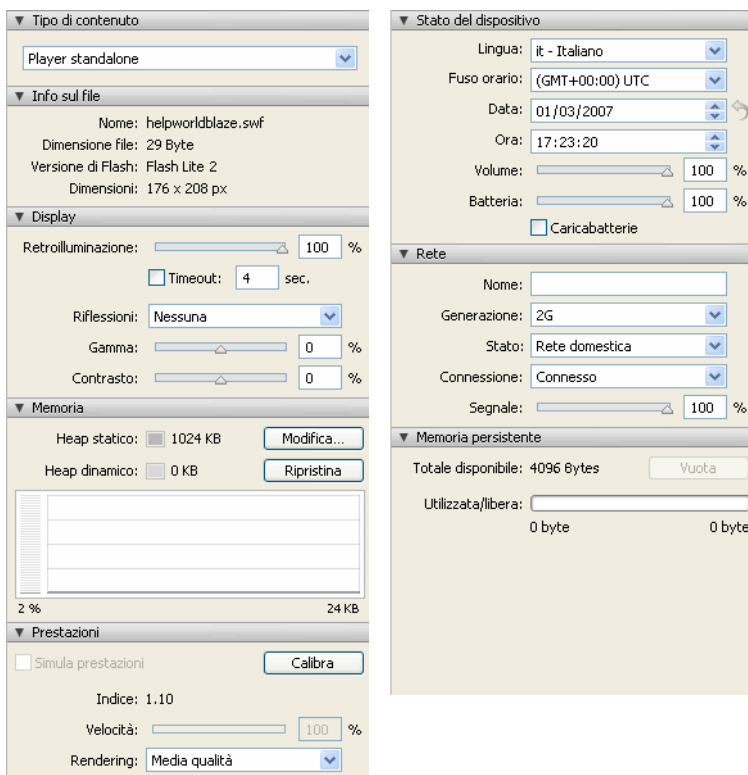 Tipo di contenuto
Player standalone
Info sul file
Nome: helpworldblaze.swf
Dimensione file: 29 Byte
Versione di Flash: Flash Lite 2
Dimensioni: 176 x 208 px
Display
Retroilluminazione: 100 %
Timeout: 4 sec.
Riflessioni: Nessuna
Gamma: 0 %
Contrasto: 0 %
Memoria
Heap statico: 1024 KB Modifica...
Heap dinamico: 0 KB Ripristina
2 % 24 KB
Prestazioni
Simula prestazioni Calibra
Indice: 1.10
Velocità: 100 %
Rendering: Media qualità
Stato del dispositivo
Lingua: it - Italiano
Fuso orario: (GMT+00:00) UTC
Data: 01/03/2007
Ora: 17:23:20
Volume: 100 %
Batteria: 100 %
Caricabatterie
Rete
Nome:
Generazione: 2G
Stato: Rete domestica
Connessione: Connesso
Segnale: 100 %
Memoria persistente
Totale disponibile: 4096 Bytes Vuota
Utilizzata/libera:
0 byte 0 byte